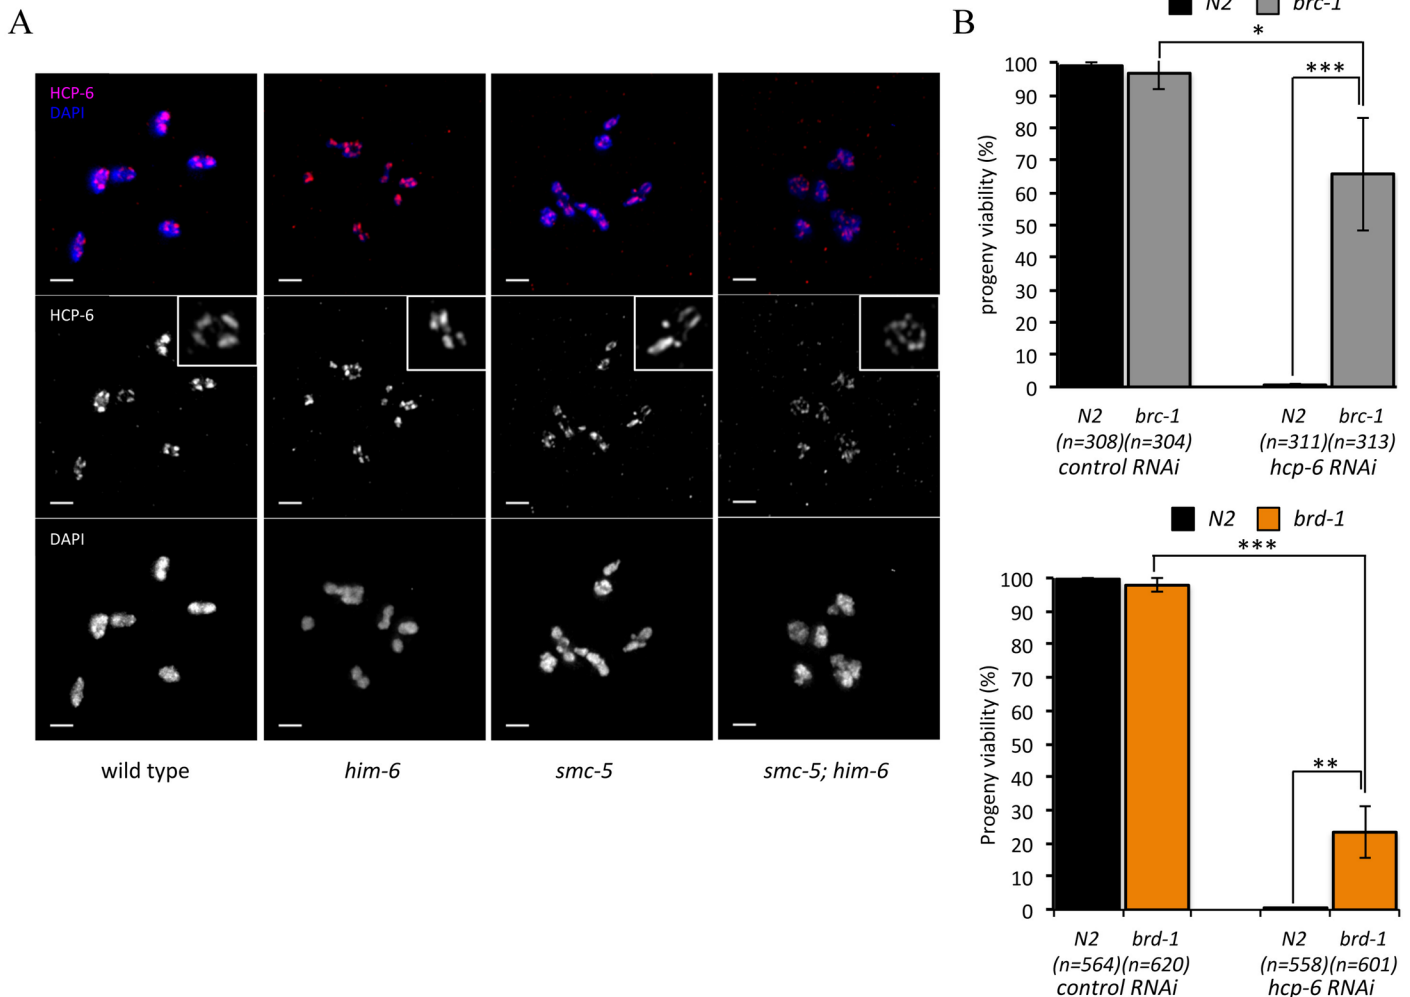 A
HCP-6
DAPI
HCP-6
DAPI
wild type
him-6
smc-5
smc-5; him-6
B
N2 brc-1
*
***
progeny viability (%)
100
90
80
70
60
50
40
30
20
10
0
N2 brc-1 N2 brc-1
(n=308)(n=304) (n=311)(n=313)
control RNAi hcp-6 RNAi
N2 brd-1
***
**
Progeny viability (%)
100
90
80
70
60
50
40
30
20
10
0
N2 brd-1 N2 brd-1
(n=564)(n=620) (n=558)(n=601)
control RNAi hcp-6 RNAi